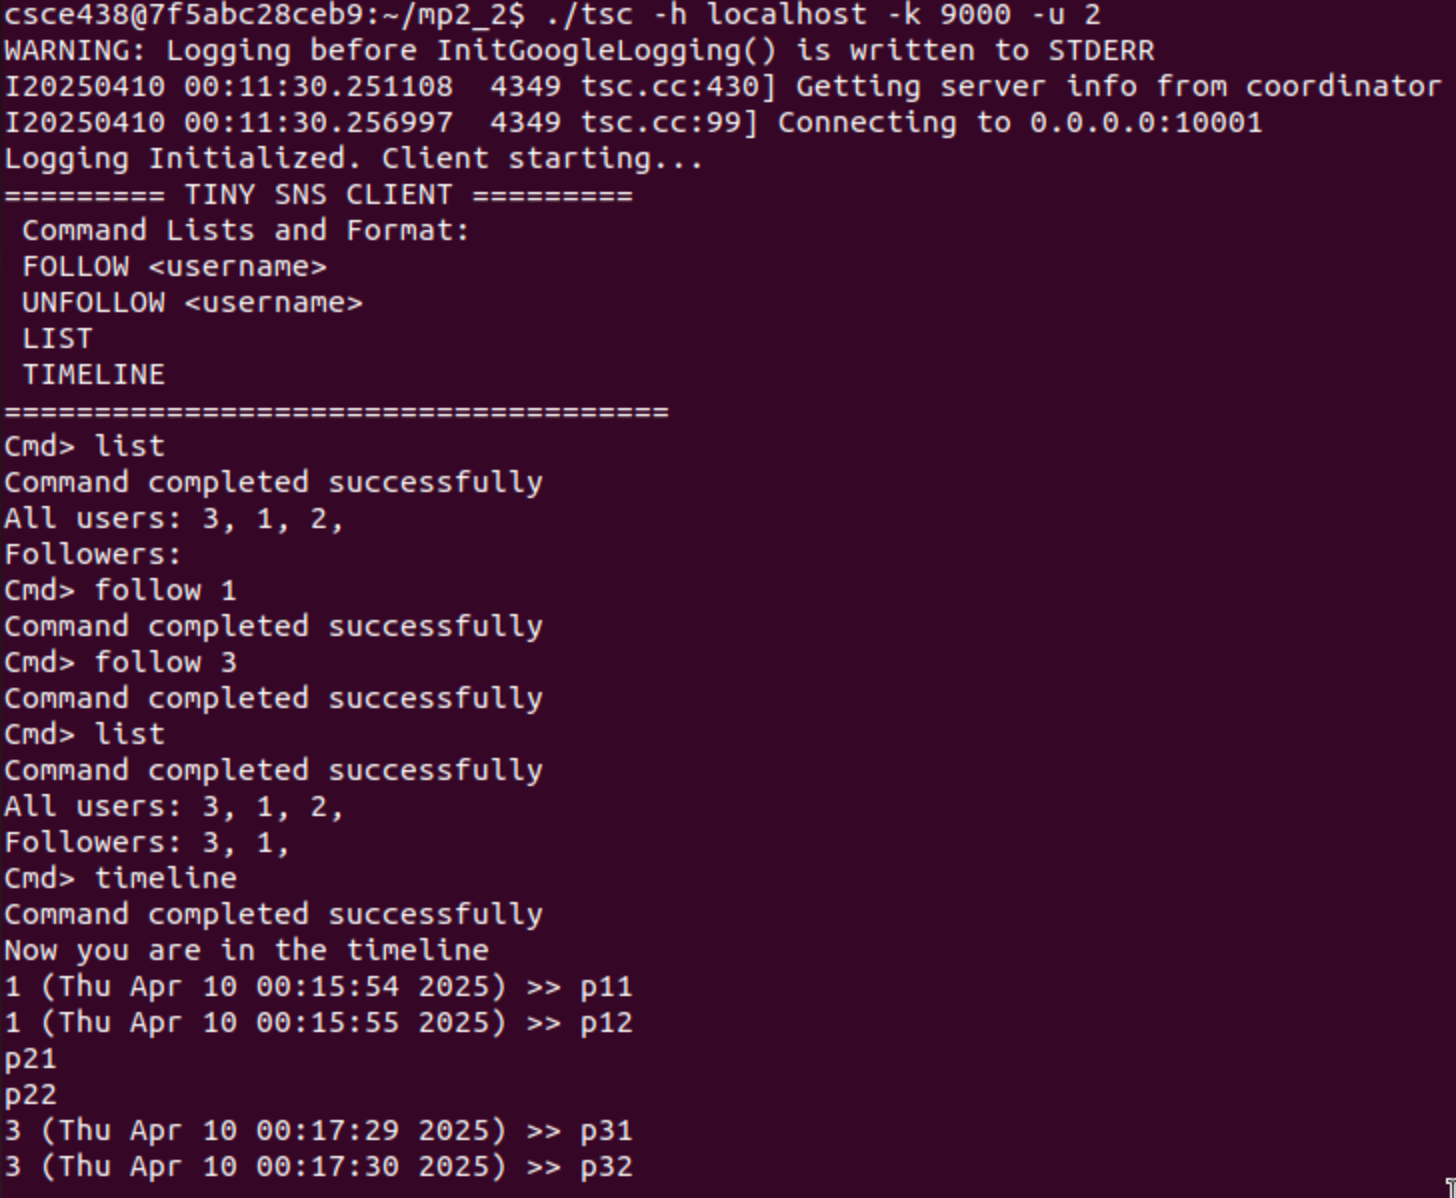 csce438@7f5abc28ceb9:~/mp2_2$ ./tsc -h localhost -k 9000 -u 2
WARNING: Logging before InitGoogleLogging() is written to STDERR
I20250410 00:11:30.251108  4349 tsc.cc:430] Getting server info from coordinator
I20250410 00:11:30.256997  4349 tsc.cc:99] Connecting to 0.0.0.0:10001
Logging Initialized. Client starting...
========= TINY SNS CLIENT =========
 Command Lists and Format:
 FOLLOW <username>
 UNFOLLOW <username>
 LIST
 TIMELINE
=====================================
Cmd> list
Command completed successfully
All users: 3, 1, 2,
Followers:
Cmd> follow 1
Command completed successfully
Cmd> follow 3
Command completed successfully
Cmd> list
Command completed successfully
All users: 3, 1, 2,
Followers: 3, 1,
Cmd> timeline
Command completed successfully
Now you are in the timeline
1 (Thu Apr 10 00:15:54 2025) >> p11
1 (Thu Apr 10 00:15:55 2025) >> p12
p21
p22
3 (Thu Apr 10 00:17:29 2025) >> p31
3 (Thu Apr 10 00:17:30 2025) >> p32